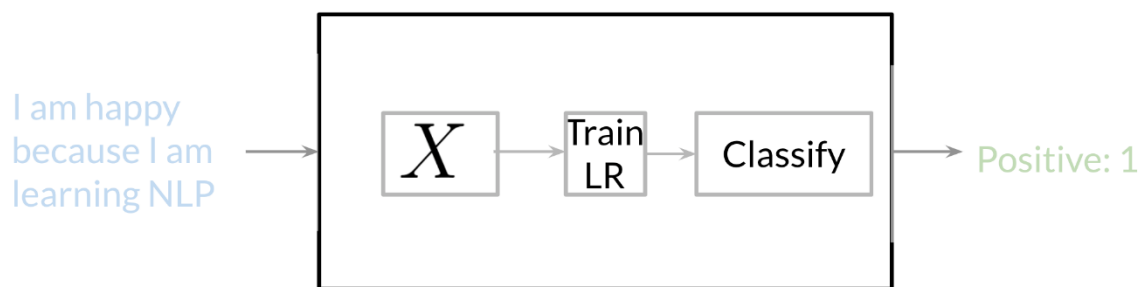 I am happy
because I am
learning NLP
X
Train
LR
Classify
Positive: 1